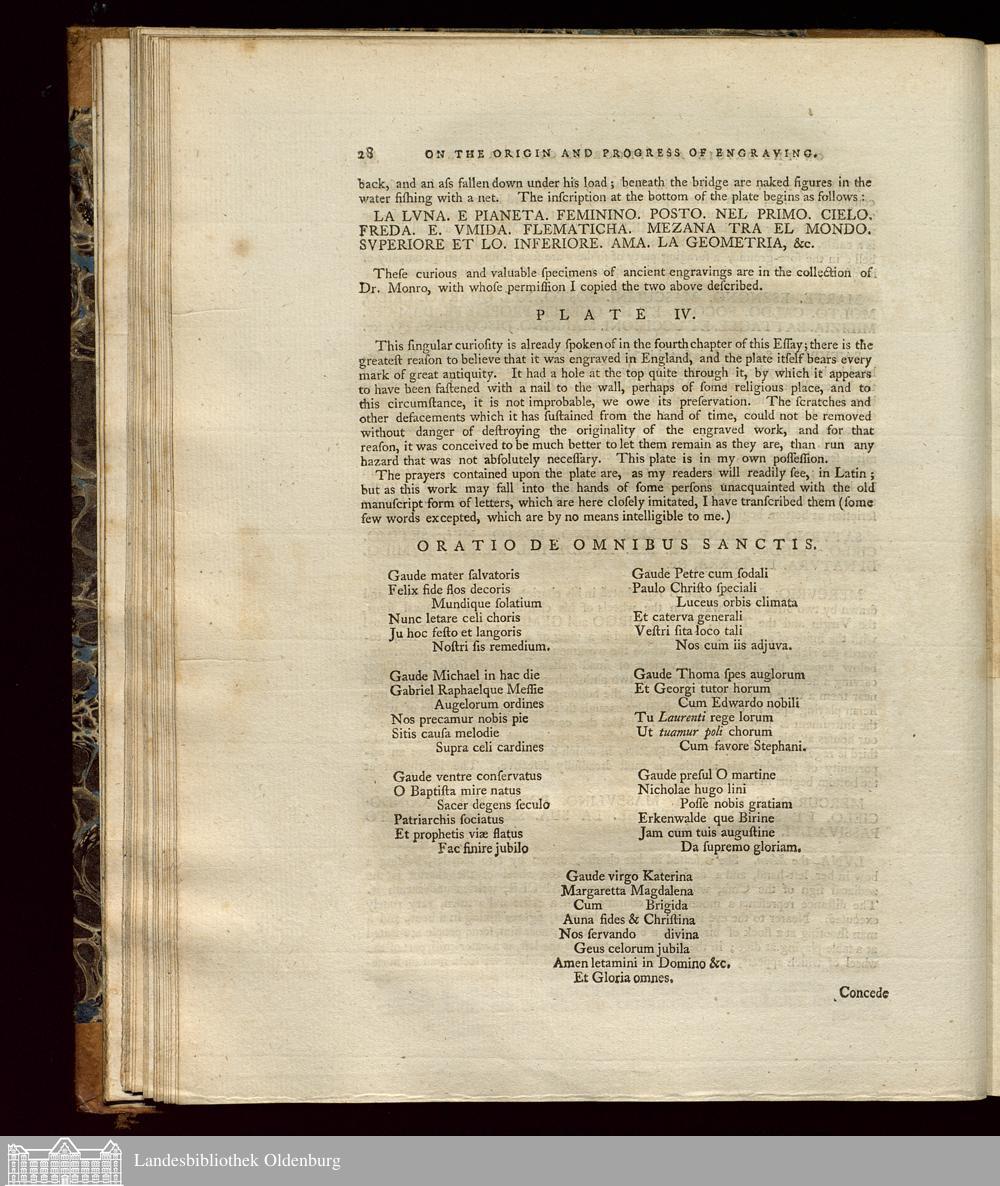 28 ON THE ORIGIN AND PROGRESS OF ENGRAVING.
back, and an aſs fallen down under his load; beneath the bridge are naked figures in the
water fiſhing with a net. The inſcription at the bottom of the plate begins as follows:
LA LVNA. E PIANETA. FEMININO. POSTO. NEL PRIMO. CIELO.
FREDA. E. VMIDA. FLEMATICHA. MEZANA TRA EL MONDO.
SVPERIORE ET LO. INFERIORE. AMA. LA GEOMETRIA, &c.
Theſe curious and valuable ſpecimens of ancient engravings are in the collection of
Dr. Monro, with whoſe permiſſion I copied the two above deſcribed.
PLATE IV.
This ſingular curioſity is already ſpoken of in the fourth chapter of this Eſſay; there is the
greateſt reaſon to believe that it was engraved in England, and the plate itſelf bears every
mark of great antiquity. It had a hole at the top quite through it, by which it appears
to have been faſtened with a nail to the wall, perhaps of ſome religious place, and to
this circumſtance, it is not improbable, we owe its preſervation. The ſcratches and
other defacements which it has ſuſtained from the hand of time, could not be removed
without danger of deſtroying the originality of the engraved work, and for that
reaſon, it was conceived to be much better to let them remain as they are, than run any
hazard that was not abſolutely neceſſary. This plate is in my own poſſeſſion.
The prayers contained upon the plate are, as my readers will readily ſee, in Latin;
but as this work may fall into the hands of ſome perſons unacquainted with the old
manuſcript form of letters, which are here cloſely imitated, I have tranſcribed them (ſome
few words excepted, which are by no means intelligible to me.)
ORATIO DE OMNIBUS SANCTIS.
Gaude mater ſalvatoris
Felix fide flos decoris
Mundique ſolatium
Nunc letare celi choris
Ju hoc feſto et langoris
Noſtri ſis remedium.
Gaude Michael in hac die
Gabriel Raphaelque Meſſie
Augelorum ordines
Nos precamur nobis pie
Sitis cauſa melodie
Supra celi cardines
Gaude ventre conſervatus
O Baptiſta mire natus
Sacer degens ſeculo
Patriarchis ſociatus
Et prophetis viæ flatus
Fac finire jubilo
Gaude Petre cum ſodali
Paulo Chriſto ſpeciali
Luceus orbis climata
Et caterva generali
Veſtri ſita loco tali
Nos cum iis adjuva.
Gaude Thoma ſpes auglorum
Et Georgi tutor horum
Cum Edwardo nobili
Tu Laurenti rege lorum
Ut tuamur poli chorum
Cum favore Stephani.
Gaude preſul O martine
Nicholae hugo lini
Poſſe nobis gratiam
Erkenwalde que Birine
Jam cum tuis auguſtine
Da ſupremo gloriam.
Gaude virgo Katerina
Margaretta Magdalena
Cum Brigida
Auna fides & Chriſtina
Nos ſervando divina
Geus celorum jubila
Amen letamini in Domino &c.
Et Gloria omnes.
Concede
Landesbibliothek Oldenburg